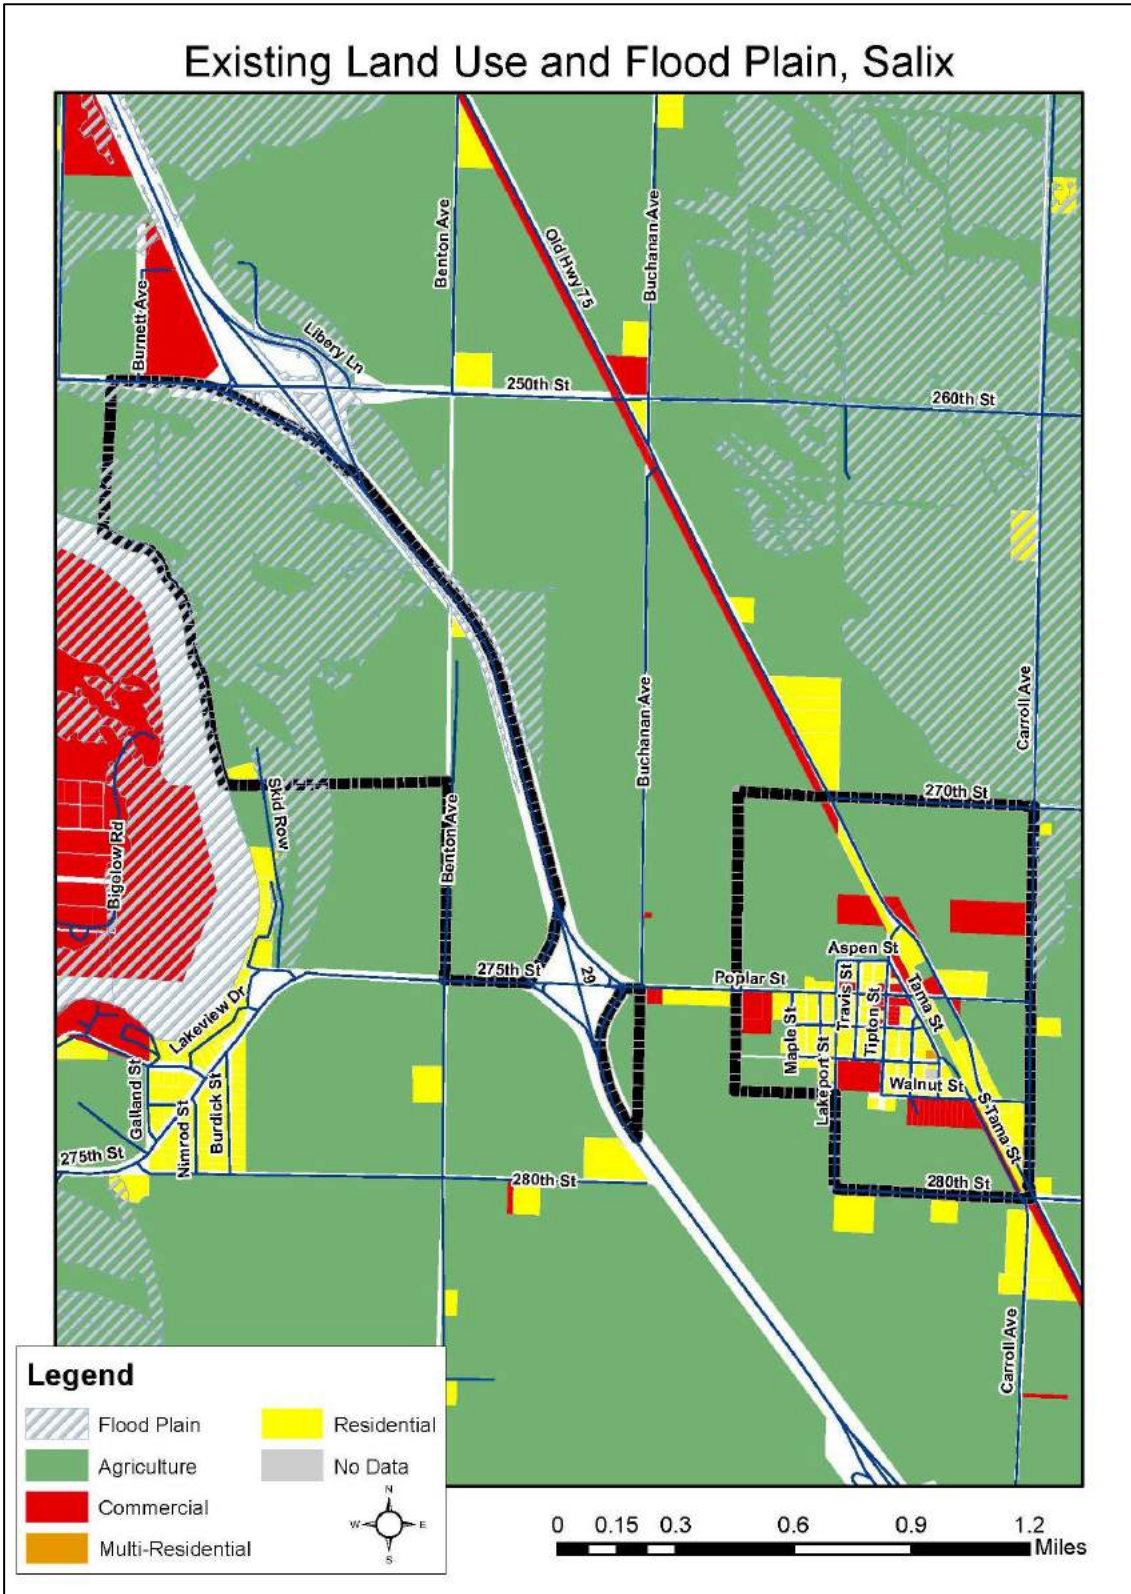 Existing Land Use and Flood Plain, Salix
Benton Ave
Buchanan Ave
Old Hwy 75
Burnett Ave
Libery Ln
250th St
260th St
Carroll Ave
Buchanan Ave
270th St
Skid Row
Benton Ave
Bigelow Rd
Aspen St
275th St
29
Poplar St
Travis St
Tama St
Tipton St
Maple St
Lakeview Dr
Lakeport St
Walnut St
Galland St
Nimrod St
Burdick St
S Tama St
275th St
280th St
280th St
Carroll Ave
Legend
Flood Plain
Residential
Agriculture
No Data
Commercial
Multi-Residential
N
W E
S
0 0.15 0.3 0.6 0.9 1.2
Miles